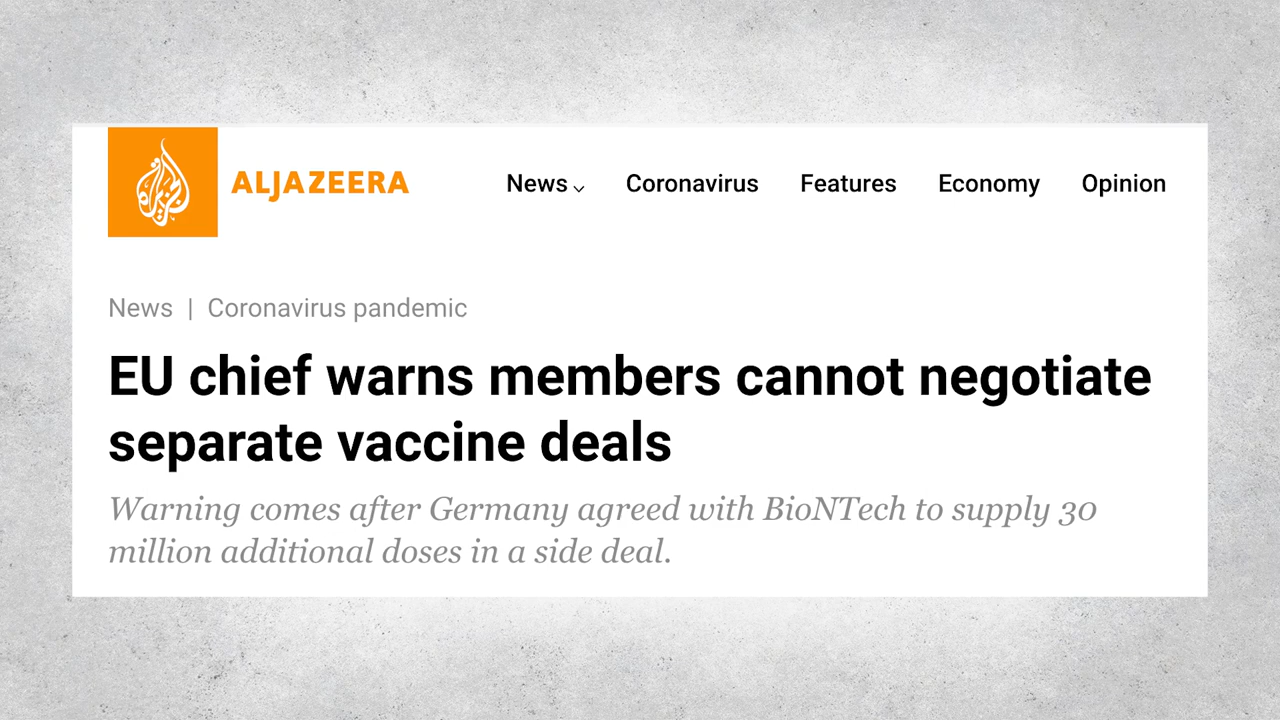 ALJAZEERA
News Coronavirus Features Economy Opinion
News | Coronavirus pandemic
EU chief warns members cannot negotiate
separate vaccine deals
Warning comes after Germany agreed with BioNTech to supply 30
million additional doses in a side deal.